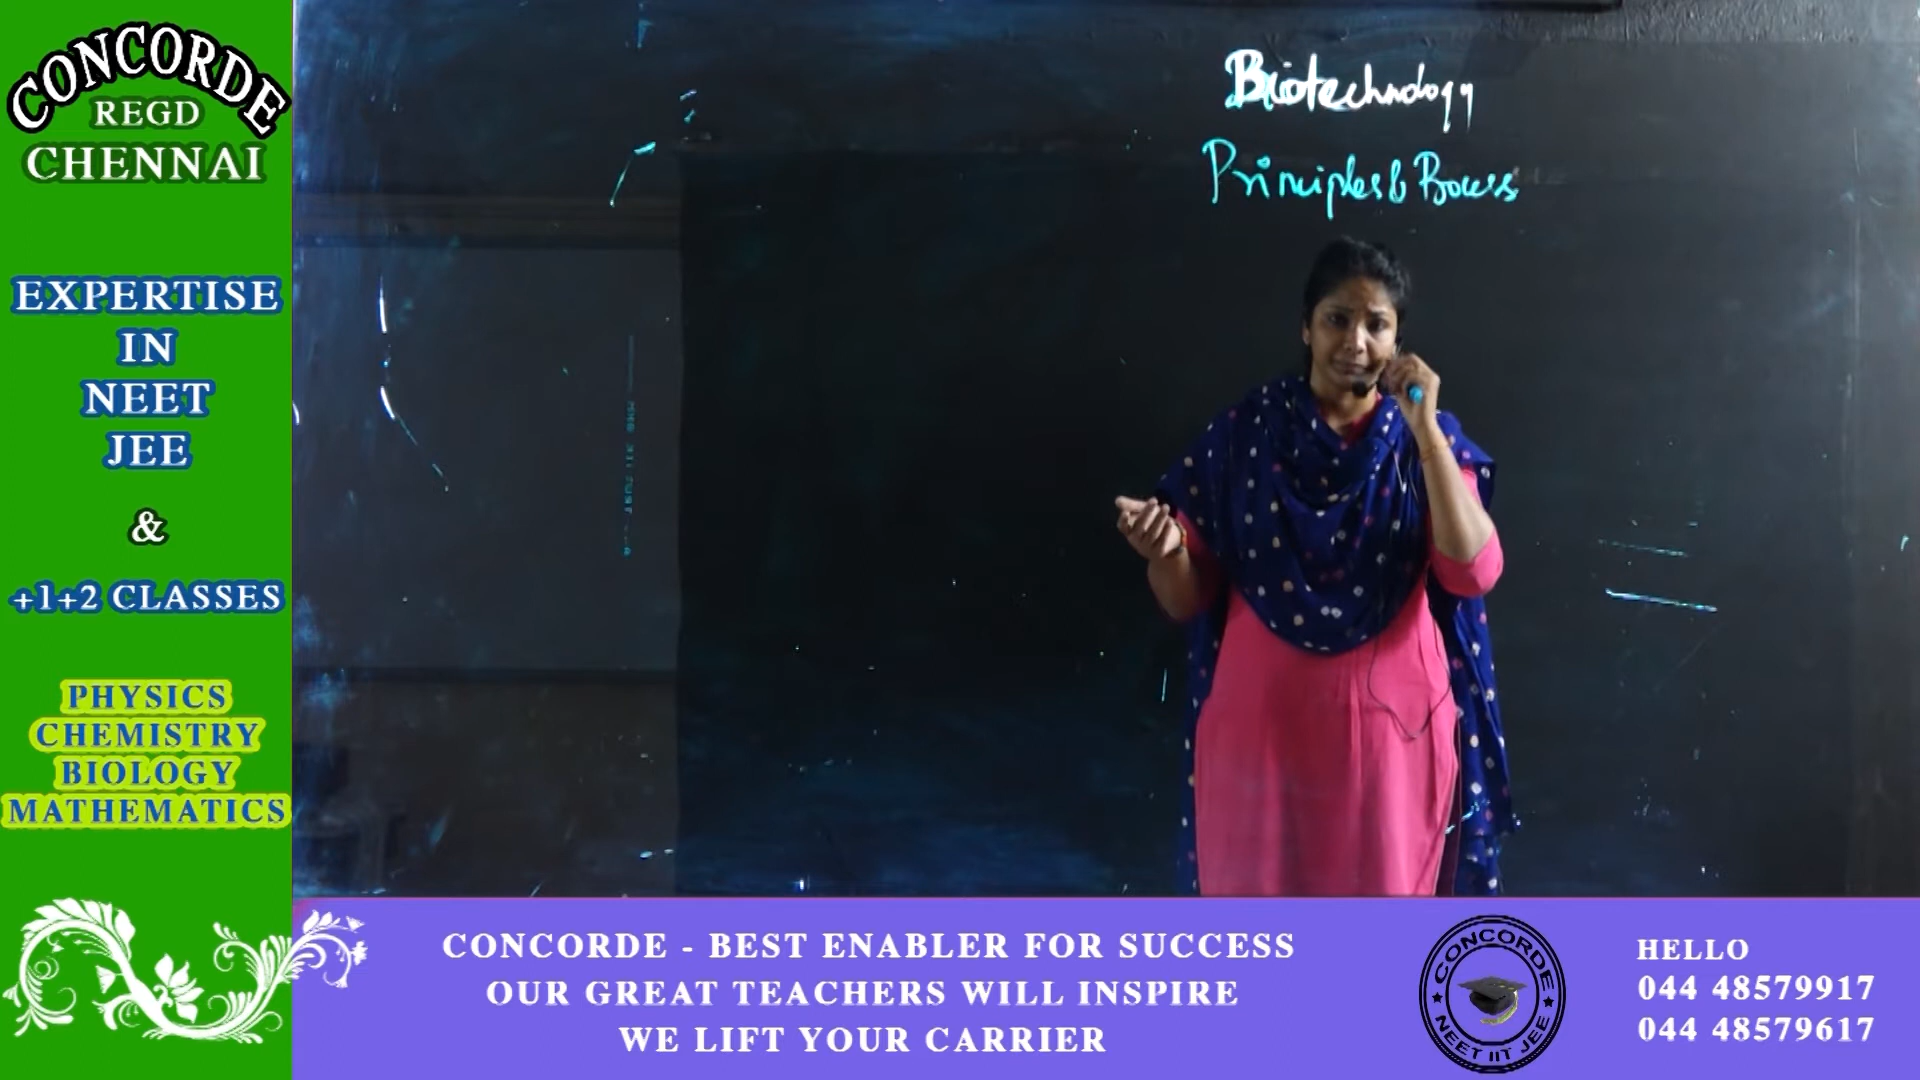 CONCORDE
REGD
CHENNAI
EXPERTISE
IN
NEET
JEE
&
+1+2 CLASSES
PHYSICS
CHEMISTRY
BIOLOGY
MATHEMATICS
Biotechnology
Principles &
CONCORDE - BEST ENABLER FOR SUCCESS
OUR GREAT TEACHERS WILL INSPIRE
WE LIFT YOUR CARRIER
CONCORDE
NEET IIT JEE
HELLO
044 48579917
044 48579617